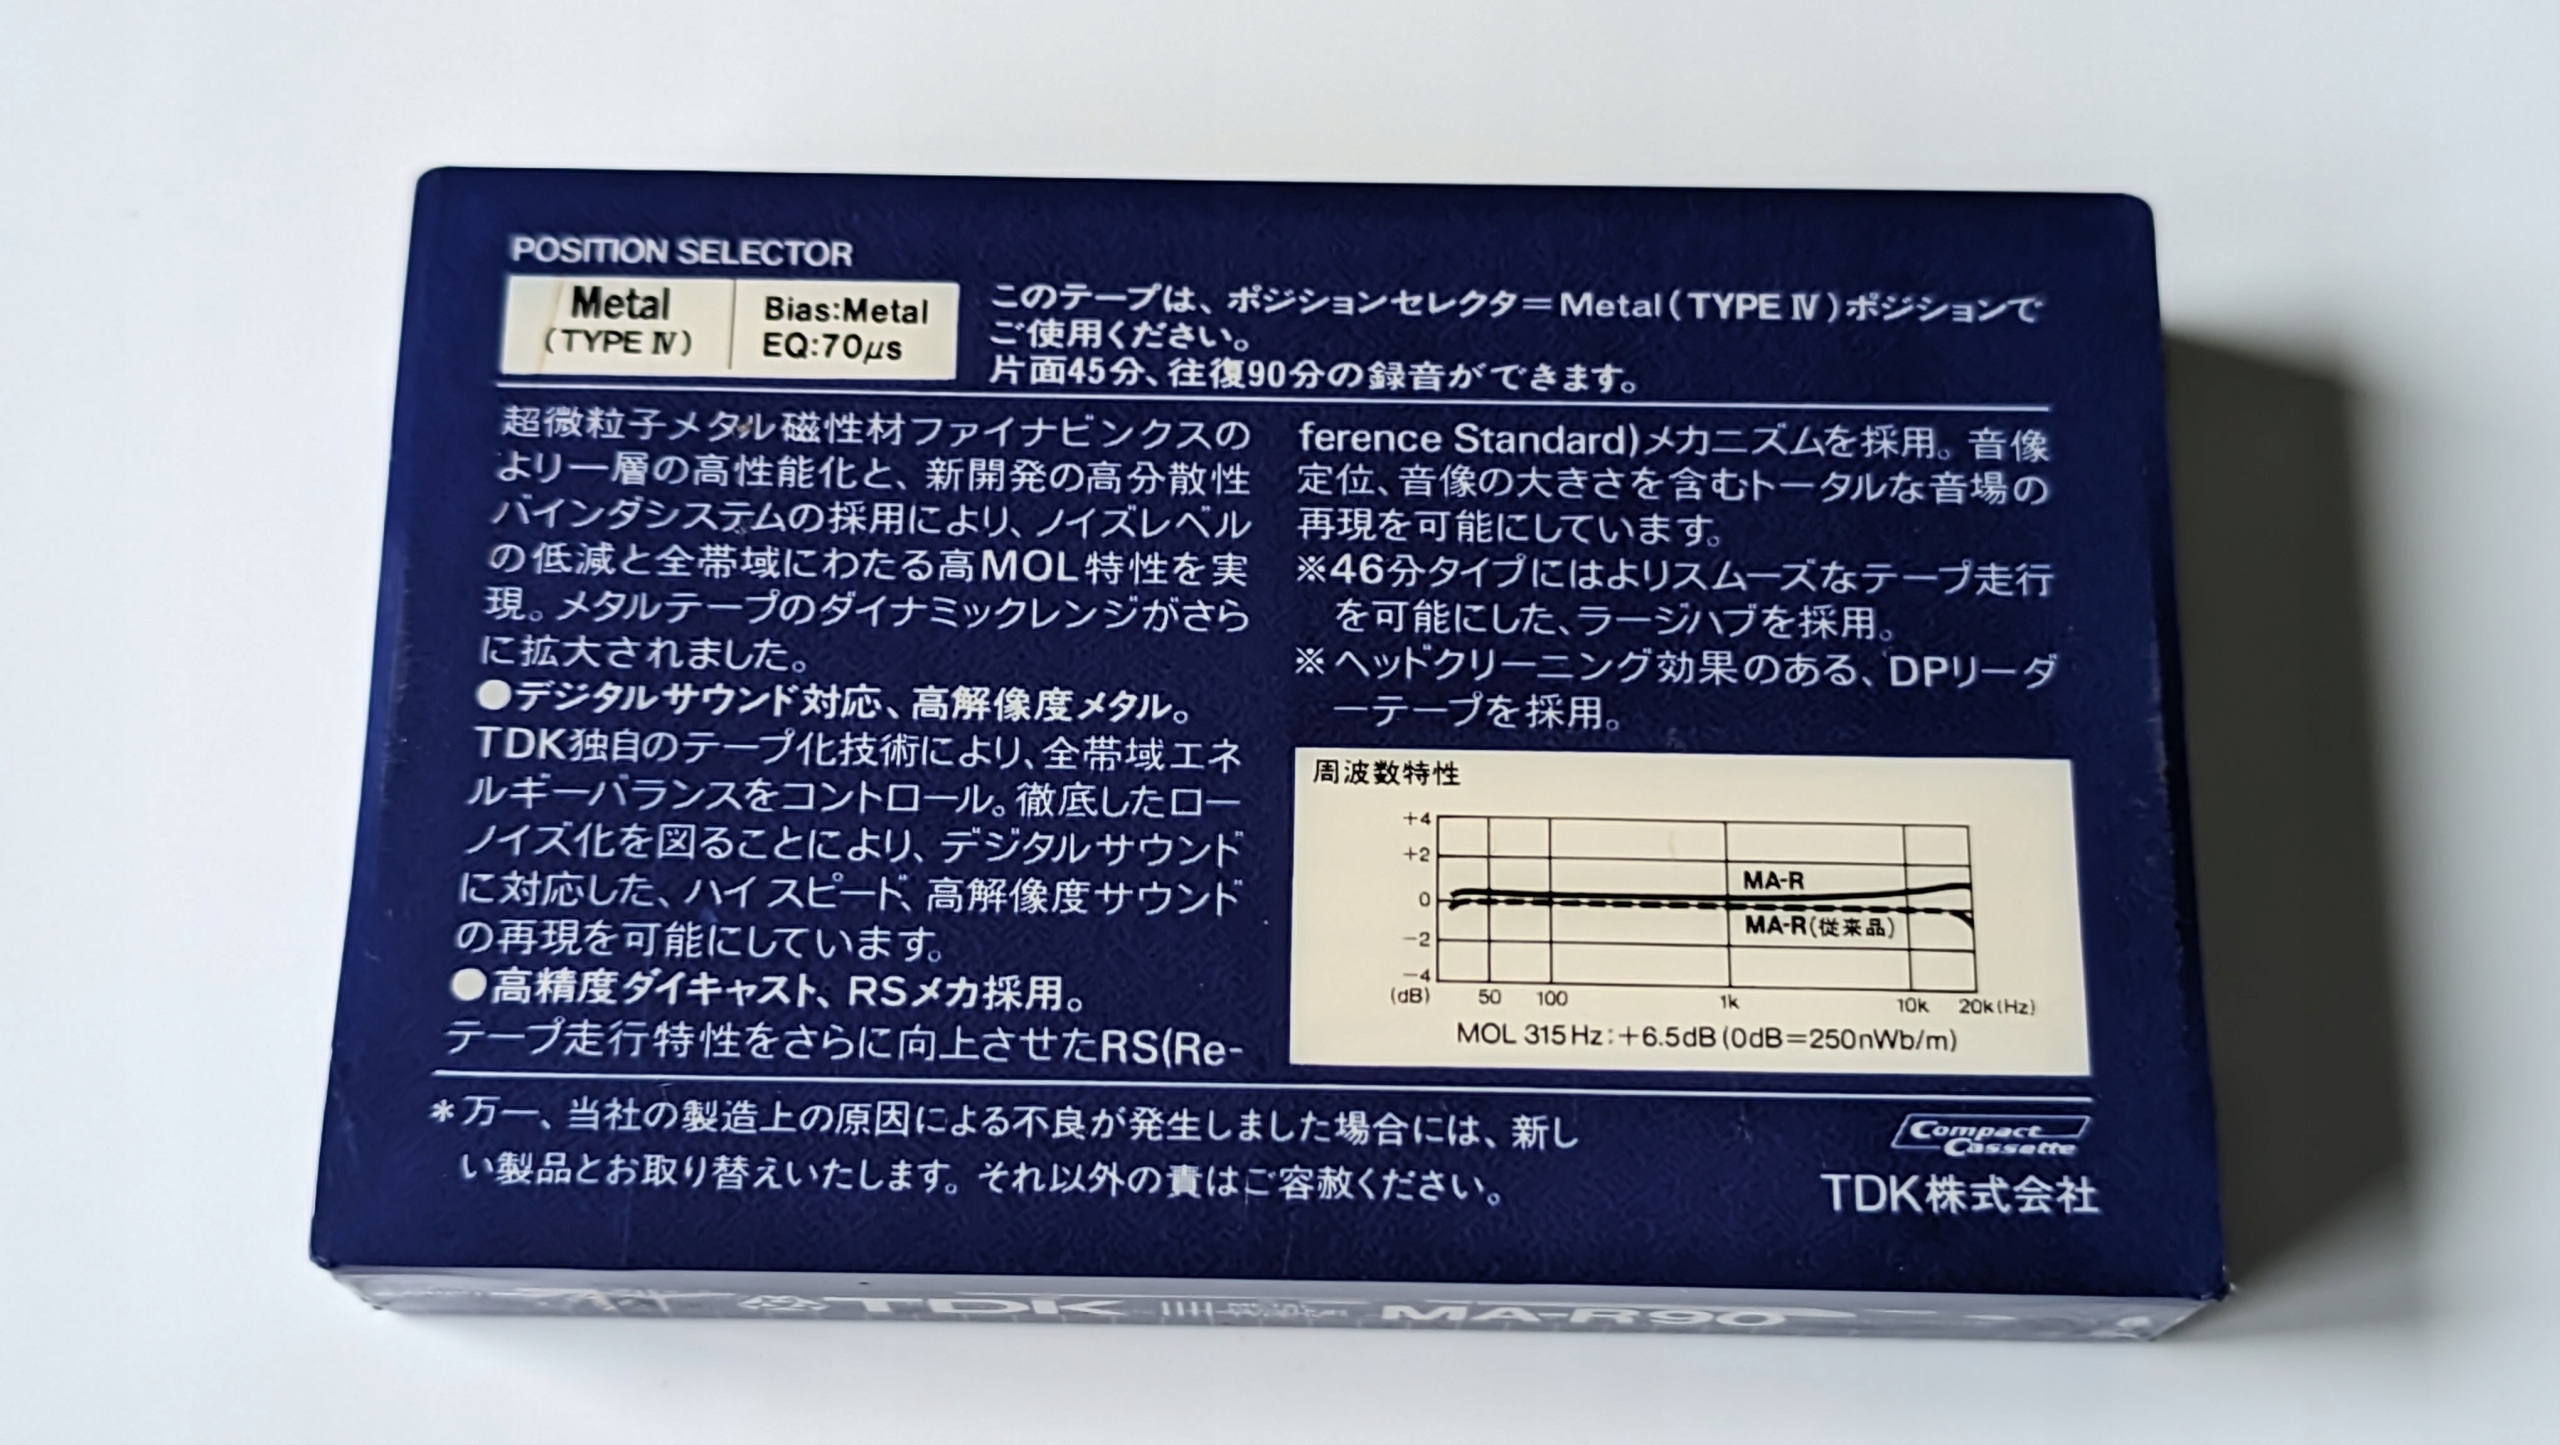 POSITION SELECTOR
Metal
(TYPE Ⅳ)
Bias:Metal
EQ:70μs
このテープは、ポジションセレクタ=Metal(TYPE Ⅳ)ポジションで
ご使用ください。
片面45分、往復90分の録音ができます。
超微粒子メタル磁性材ファイナビンクスの
より一層の高性能化と、新開発の高分散性
バインダシステムの採用により、ノイズレベル
の低減と全帯域にわたる高MOL特性を実
現。メタルテープのダイナミックレンジがさら
に拡大されました。
●デジタルサウンド対応、高解像度メタル。
TDK独自のテープ化技術により、全帯域エネ
ルギーバランスをコントロール。徹底したロー
ノイズ化を図ることにより、デジタルサウンド
に対応した、ハイスピード、高解像度サウンド
の再現を可能にしています。
●高精度ダイキャスト、RSメカ採用。
テープ走行特性をさらに向上させたRS(Re-
ference Standard)メカニズムを採用。音像
定位、音像の大きさを含むトータルな音場の
再現を可能にしています。
※46分タイプにはよりスムーズなテープ走行
を可能にした、ラージハブを採用。
※ヘッドクリーニング効果のある、DPリーダ
ーテープを採用。
周波数特性
+4
+2
0
-2
-4
(dB)
MA-R
MA-R(従来品)
50 100 1k 10k 20k(Hz)
MOL 315Hz:+6.5dB(0dB=250nWb/m)
*万一、当社の製造上の原因による不良が発生しました場合には、新し
い製品とお取り替えいたします。それ以外の責はご容赦ください。
Compact
Cassette
TDK株式会社
TDK MA-R90